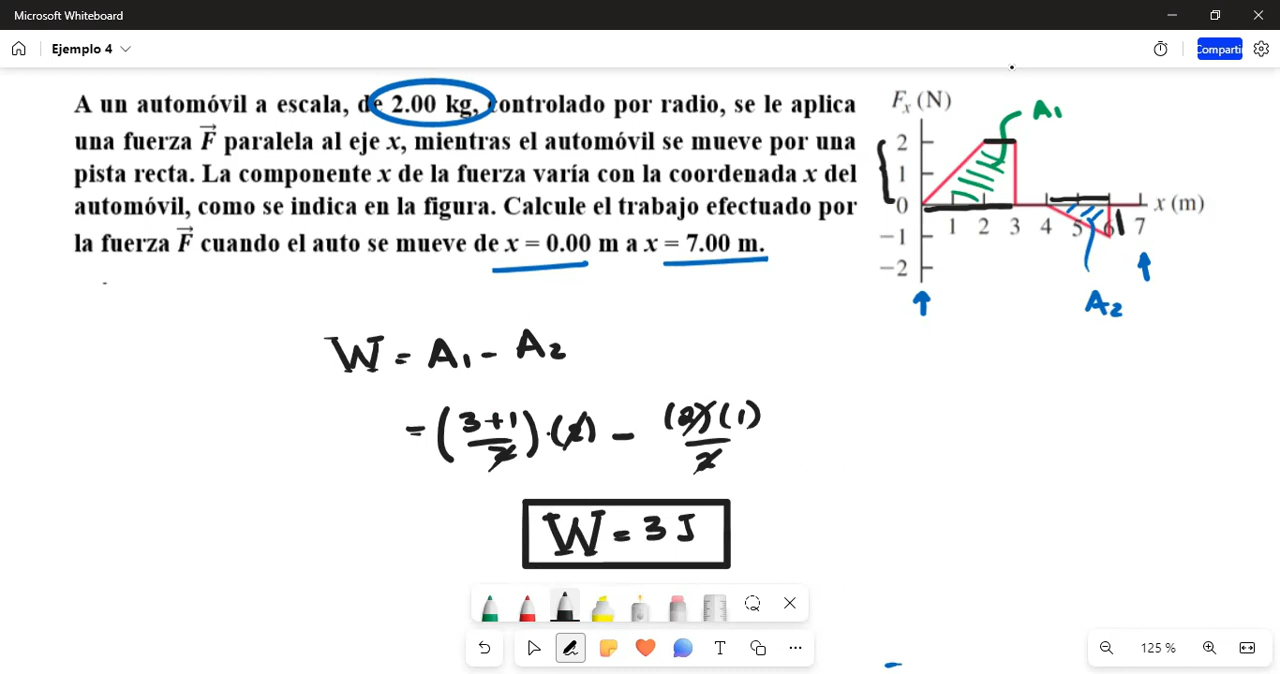 Microsoft Whiteboard
Ejemplo 4
Comparti
A un automóvil a escala, de 2.00 kg, controlado por radio, se le aplica
una fuerza F⃗ paralela al eje x, mientras el automóvil se mueve por una
pista recta. La componente x de la fuerza varía con la coordenada x del
automóvil, como se indica en la figura. Calcule el trabajo efectuado por
la fuerza F⃗ cuando el auto se mueve de x = 0.00 m a x = 7.00 m.
Fx (N)
A1
2
1
0
−1
−2
1 2 3 4 5 6 7
x (m)
A2
W = A1 - A2
= (3+1/2)·(2) - (2)(1)/2
W = 3 J
125 %